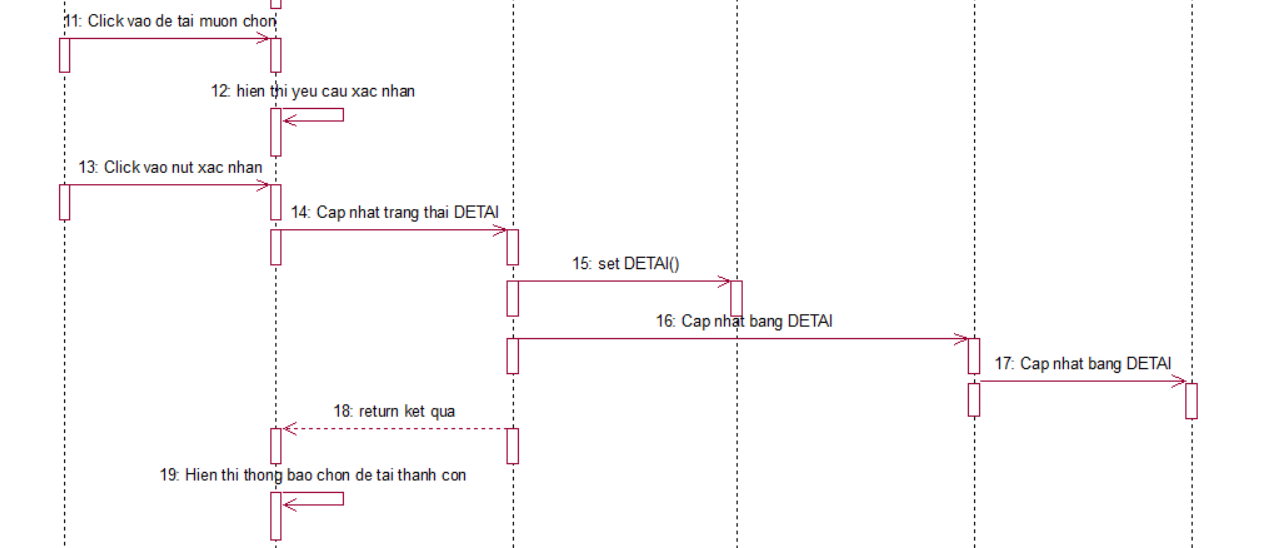 11: Click vao de tai muon chon
12: hien thi yeu cau xac nhan
13: Click vao nut xac nhan
14: Cap nhat trang thai DETAI
15: set DETAI()
16: Cap nhat bang DETAI
17: Cap nhat bang DETAI
18: return ket qua
19: Hien thi thong bao chon de tai thanh con